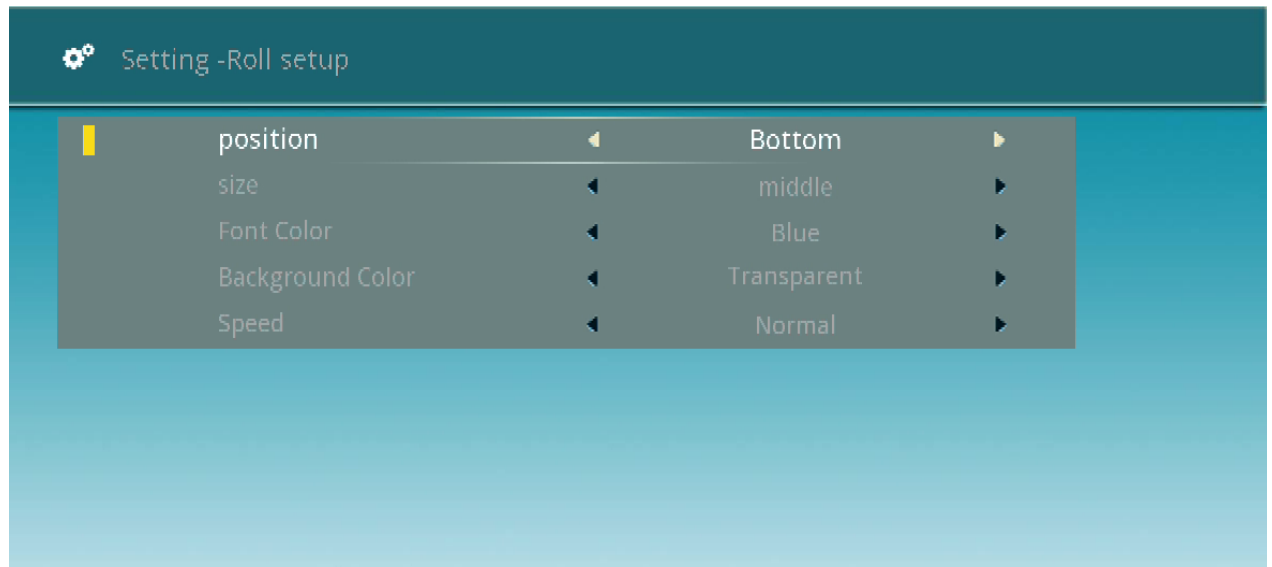 Setting -Roll setup
position Bottom
size middle
Font Color Blue
Background Color Transparent
Speed Normal